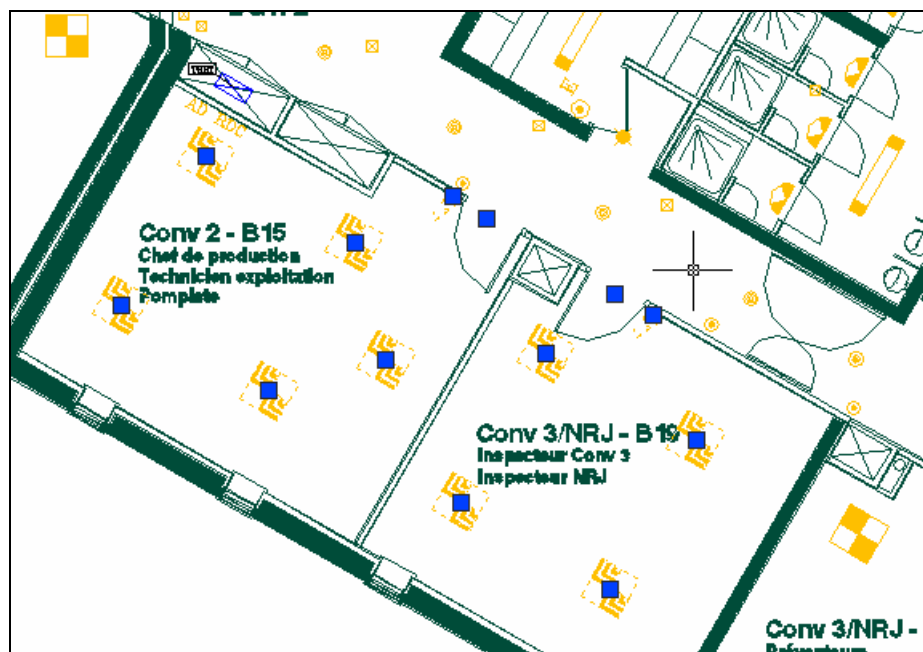 AD RDC
Conv 2 - B15
Chef de production
Technicien exploitation
Pomplate
Conv 3/NRJ - B19
Inspecteur Conv 3
Inspecteur NRJ
Conv 3/NRJ -